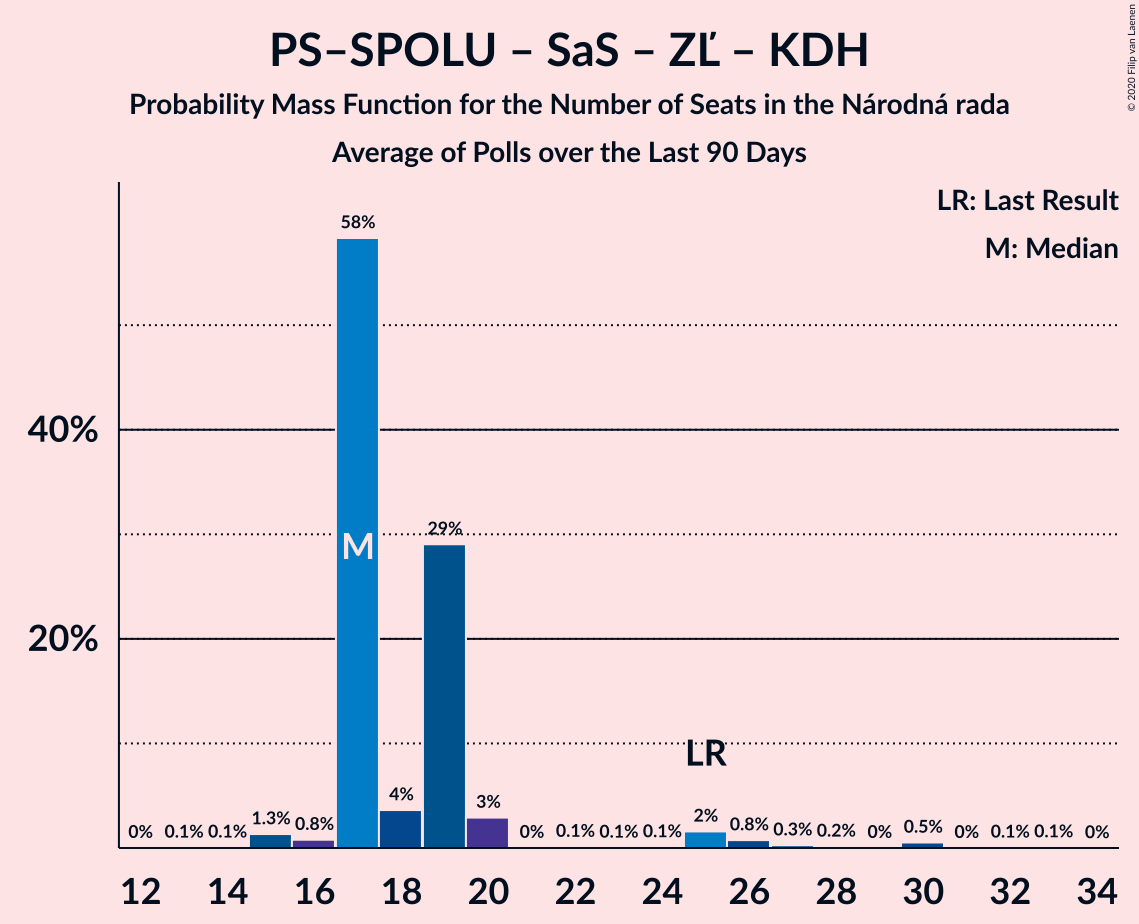 PS–SPOLU – SaS – ZĽ – KDH
Probability Mass Function for the Number of Seats in the Národná rada
Average of Polls over the Last 90 Days
© 2020 Filip van Laenen
LR: Last Result
M: Median
40%
20%
0% 0.1% 0.1% 1.3% 0.8% 58% 4% 29% 3% 0% 0.1% 0.1% 0.1% 2% 0.8% 0.3% 0.2% 0% 0.5% 0% 0.1% 0.1% 0%
M
LR
12 14 16 18 20 22 24 26 28 30 32 34